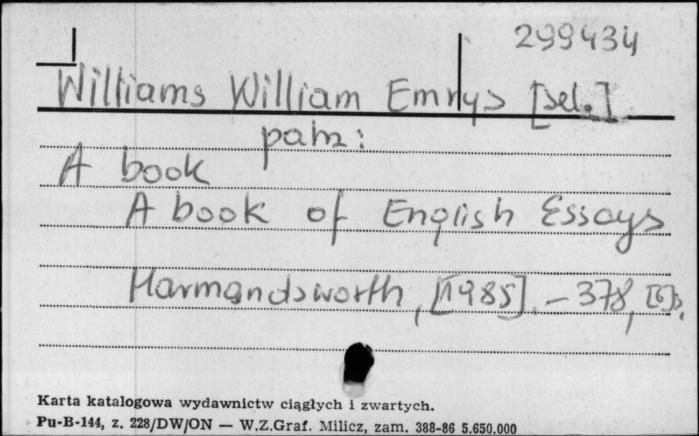 299434
Williams William Emrys [sel.]
patrz:
A book
A book of English Essays
Harmandsworth, [1985]. – 378, [6]s.
Karta katalogowa wydawnictw ciągłych i zwartych.
Pu-B-144, z. 228/DW/ON — W.Z.Graf. Milicz, zam. 388-86 5.650.000